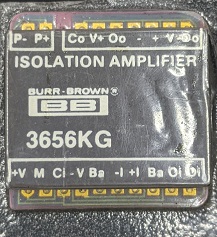 P- P+ Co V+ Oo - + V- Oo
ISOLATION AMPLIFIER
BURR-BROWN®
BB
3656KG
+V M Ci -V Ba -I +I Ba Oi Oi